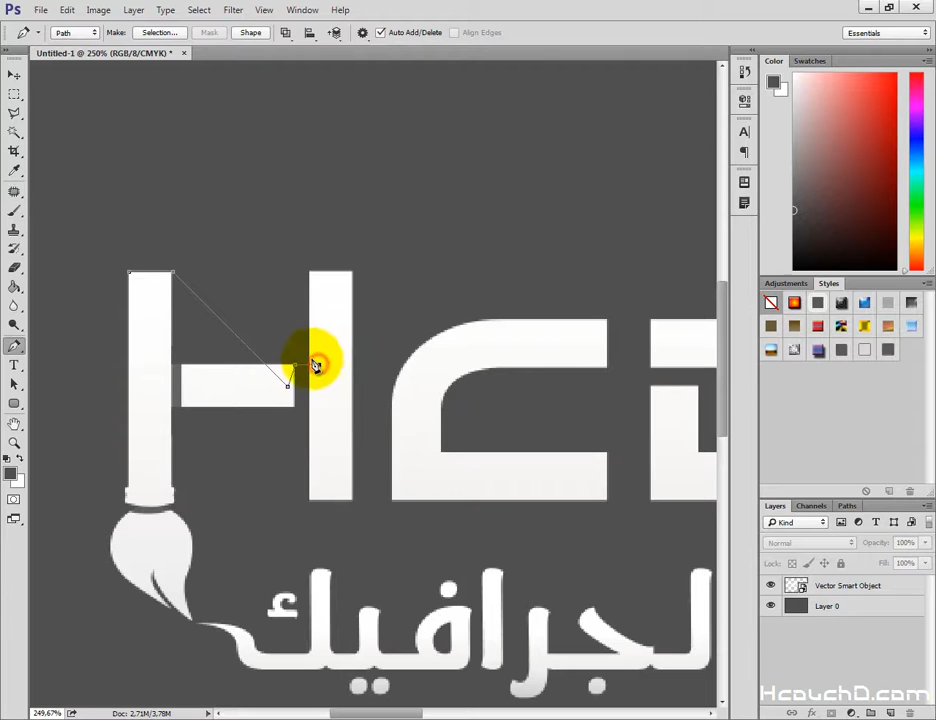 Ps File Edit Image Layer Type Select Filter View Window Help
Path Make: Selection... Mask Shape Auto Add/Delete Align Edges Essentials
Untitled-1 @ 250% (RGB/8/CMYK) * ×
Color Swatches
Adjustments Styles
HC
لجرافيك
Layers Channels Paths
Kind
Normal Opacity: 100%
Lock: Fill: 100%
Vector Smart Object
Layer 0
HcouchD.com
249,67% Doc: 2,71M/3,78M